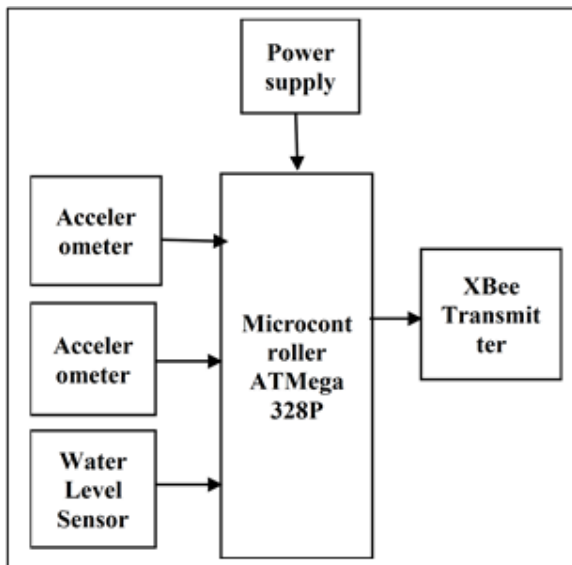 Power
supply
Acceler
ometer
Acceler
ometer
Water
Level
Sensor
Microcont
roller
ATMega
328P
XBee
Transmit
ter